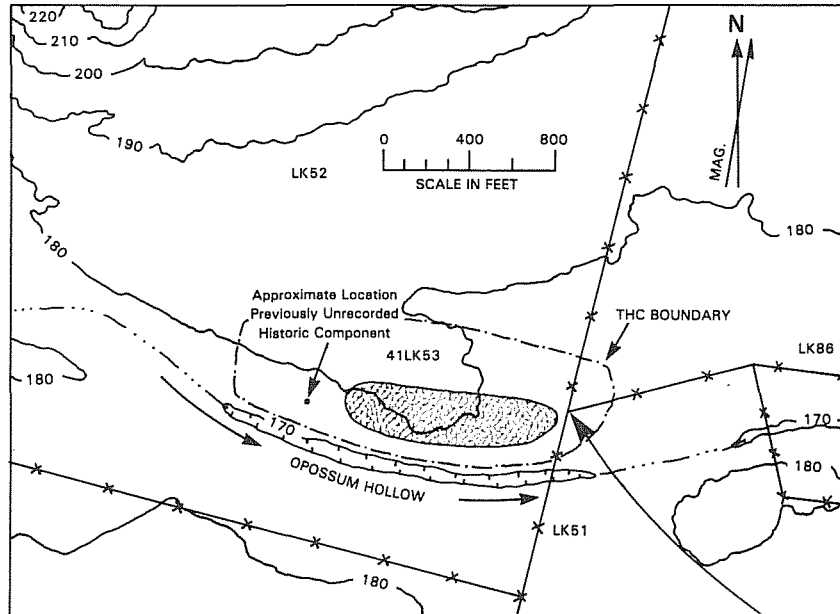 220
210
200
190
N
MAG.
0 400 800
SCALE IN FEET
LK52
180
180
Approximate Location
Previously Unrecorded
Historic Component
41LK53
THC BOUNDARY
LK86
180
170
170
180
OPOSSUM HOLLOW
LK51
180